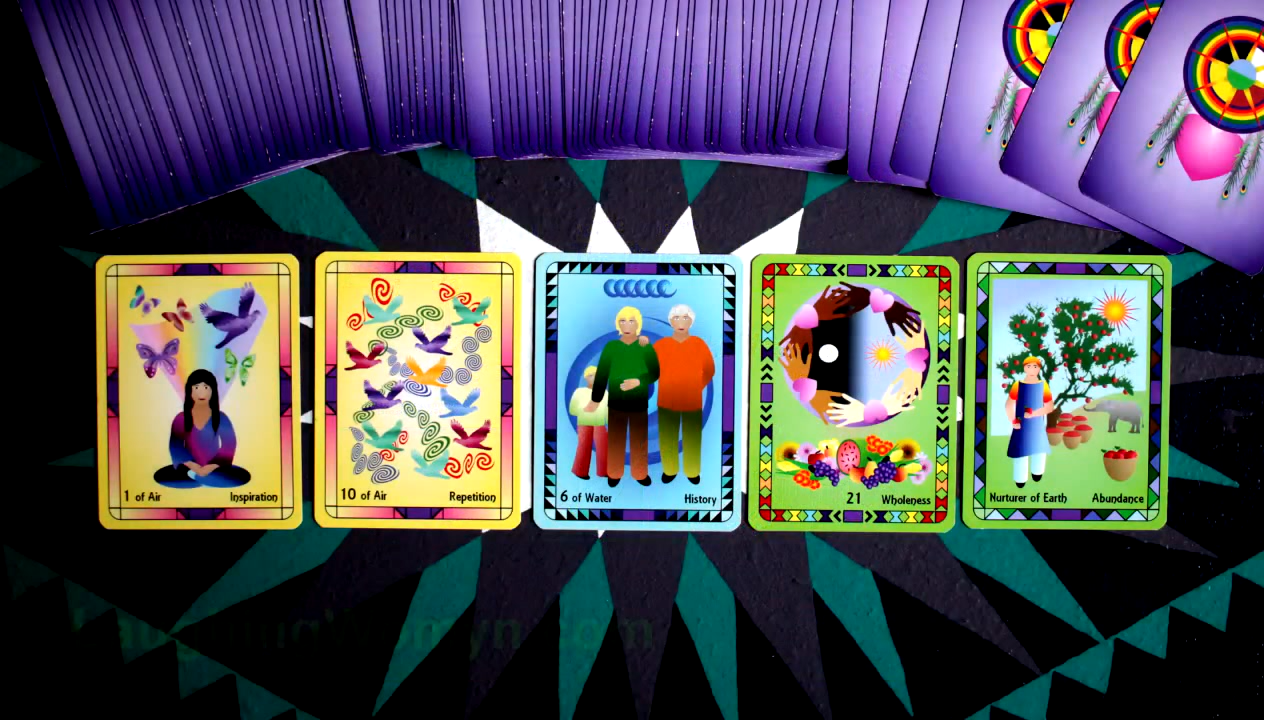 1 of Air Inspiration
10 of Air Repetition
6 of Water History
21 Wholeness
Nurturer of Earth Abundance